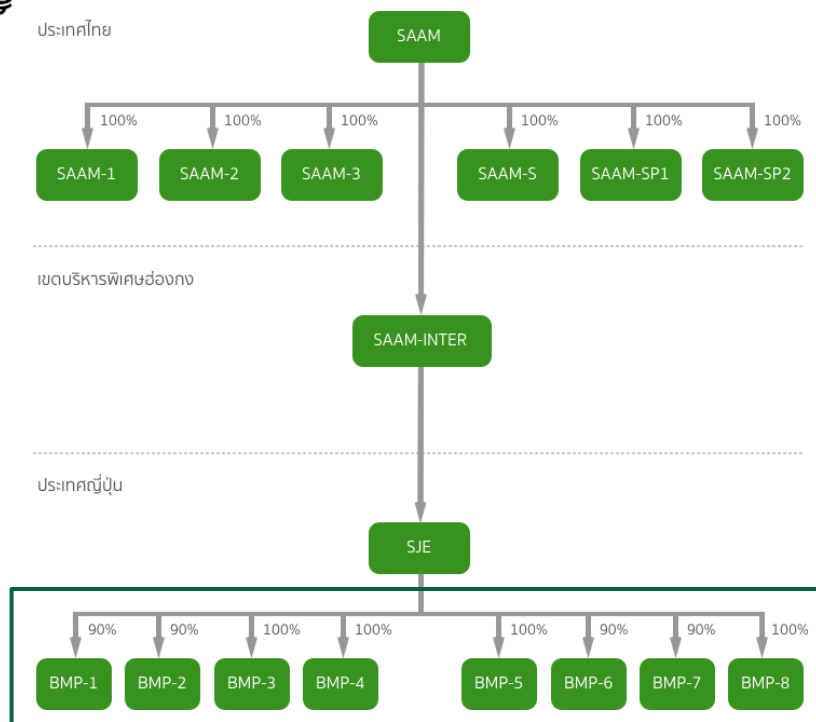 ประเทศไทย
SAAM
100% 100% 100% 100% 100% 100%
SAAM-1 SAAM-2 SAAM-3 SAAM-S SAAM-SP1 SAAM-SP2
เขตบริหารพิเศษฮ่องกง
SAAM-INTER
ประเทศญี่ปุ่น
SJE
90% 90% 100% 100% 100% 90% 90% 100%
BMP-1 BMP-2 BMP-3 BMP-4 BMP-5 BMP-6 BMP-7 BMP-8